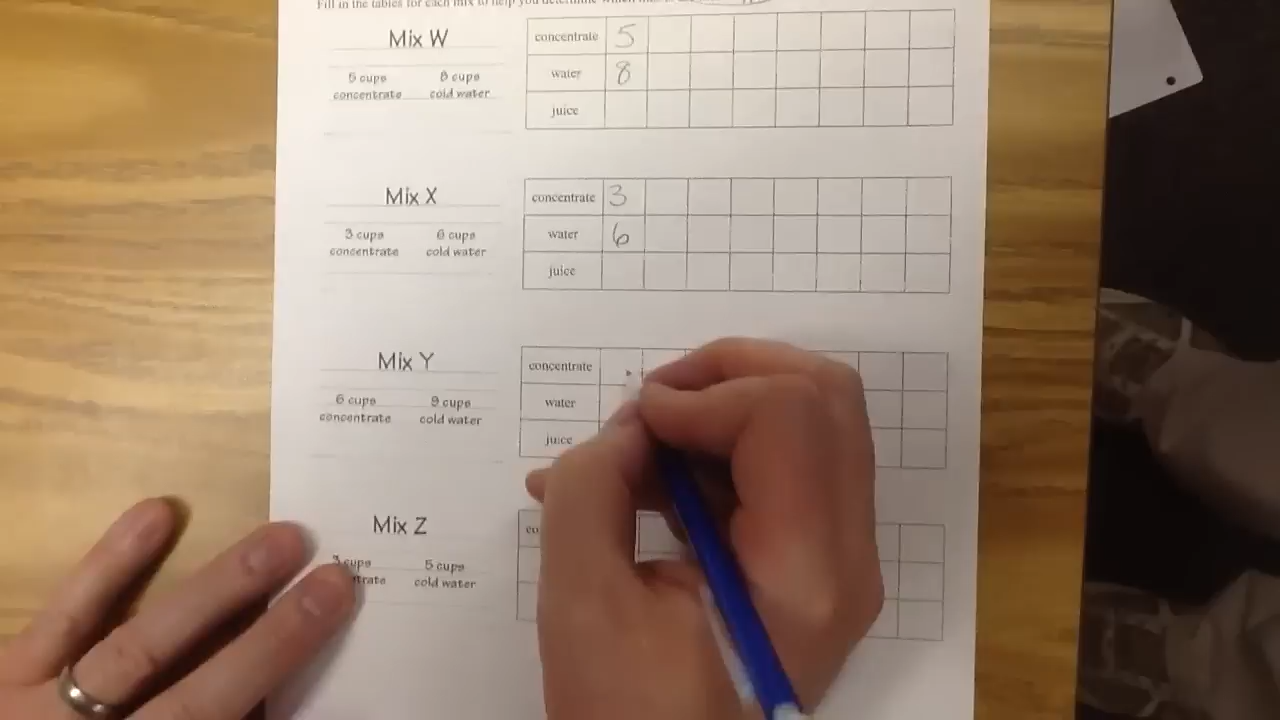 Fill in the tables for each mix to help you determine which
Mix W
5 cups 8 cups
concentrate cold water
concentrate 5
water 8
juice
Mix X
3 cups 6 cups
concentrate cold water
concentrate 3
water 6
juice
Mix Y
6 cups 9 cups
concentrate cold water
concentrate
water
juice
Mix Z
3 cups 5 cups
cold water